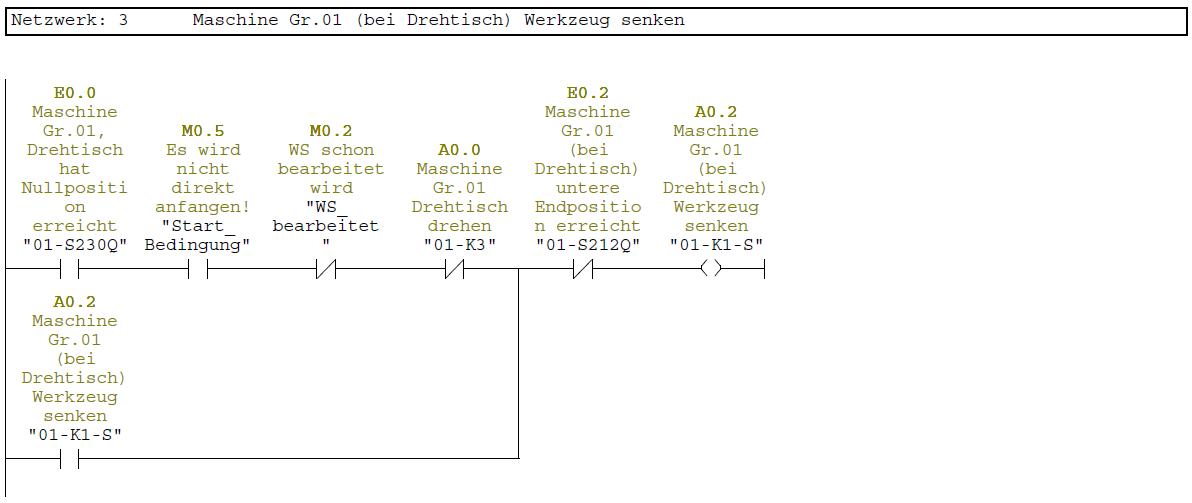 Netzwerk: 3 Maschine Gr.01 (bei Drehtisch) Werkzeug senken
E0.0
Maschine
Gr.01,
Drehtisch
hat
Nullpositi
on
erreicht
"01-S230Q"
M0.5
Es wird
nicht
direkt
anfangen!
"Start_
Bedingung"
M0.2
WS schon
bearbeitet
wird
"WS_
bearbeitet
"
A0.0
Maschine
Gr.01
Drehtisch
drehen
"01-K3"
E0.2
Maschine
Gr.01
(bei
Drehtisch)
untere
Endpositio
n erreicht
"01-S212Q"
A0.2
Maschine
Gr.01
(bei
Drehtisch)
Werkzeug
senken
"01-K1-S"
A0.2
Maschine
Gr.01
(bei
Drehtisch)
Werkzeug
senken
"01-K1-S"